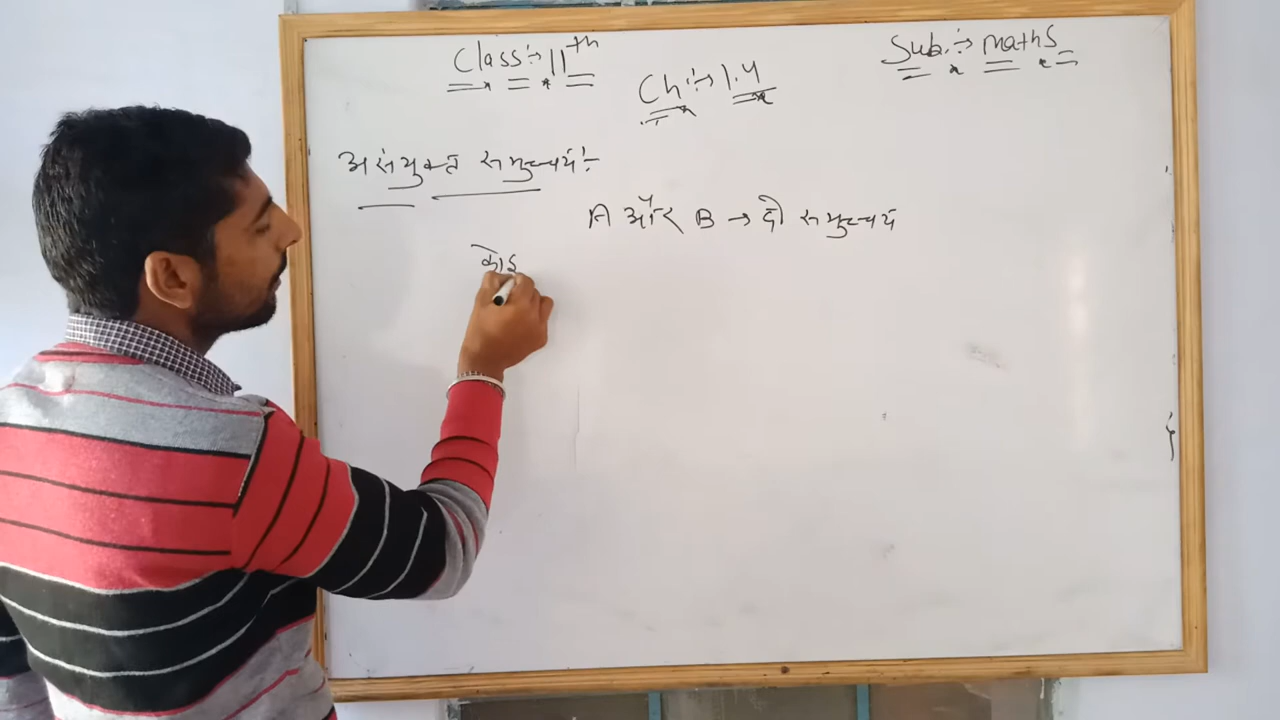 Class:→ 11th
Sub.:→ maths
Ch:→ 1.4
असंयुक्त समुच्चय:-
A और B → दो समुच्चय
कोइ